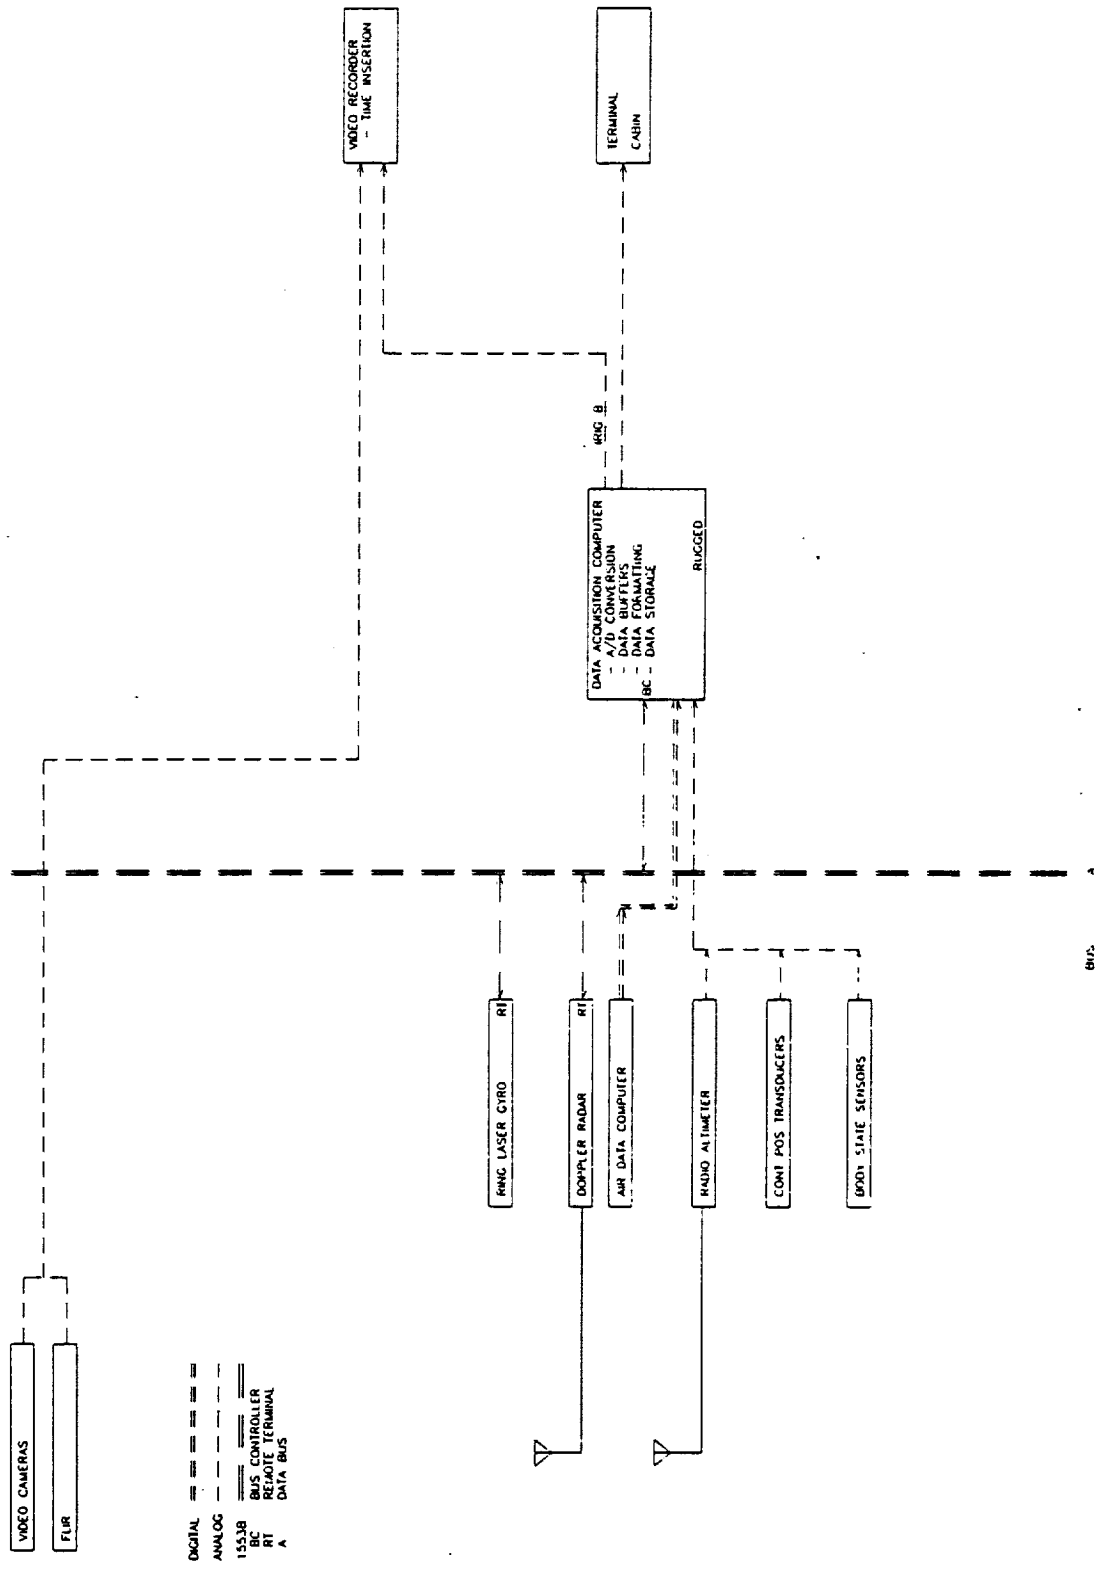 VIDEO CAMERAS
FLIR
DIGITAL
ANALOG
1553B
BC BUS CONTROLLER
RT REMOTE TERMINAL
A DATA BUS
RING LASER GYRO RT
DOPPLER RADAR RT
AIR DATA COMPUTER
RADIO ALTIMETER
CONT POS TRANSDUCERS
BODY STATE SENSORS
BUS A
DATA ACQUISITION COMPUTER
- A/D CONVERSION
- DATA BUFFERS
- DATA FORMATTING
BC - DATA STORAGE
RUGGED
IRIG B
VIDEO RECORDER
- TIME INSERTION
TERMINAL
CABIN